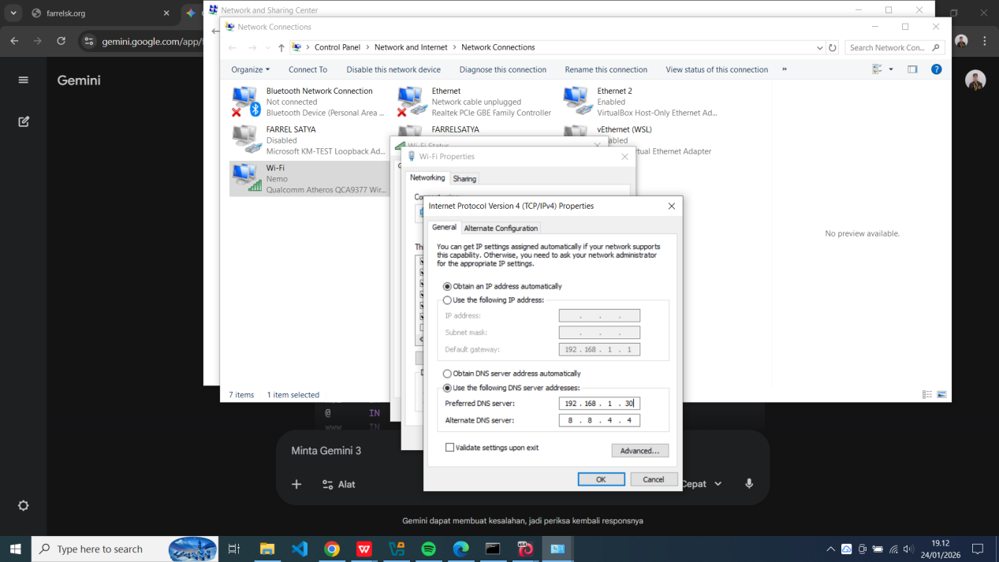 farrelsk.org
gemini.google.com/app/
Network and Sharing Center
Network Connections
Control Panel > Network and Internet > Network Connections
Search Network Con...
Organize
Connect To
Disable this network device
Diagnose this connection
Rename this connection
View status of this connection
»
Gemini
Bluetooth Network Connection
Not connected
Bluetooth Device (Personal Area ...
Ethernet
Network cable unplugged
Realtek PCIe GBE Family Controller
Ethernet 2
Enabled
VirtualBox Host-Only Ethernet Ad...
FARREL SATYA
Disabled
Microsoft KM-TEST Loopback Ad...
FARRELSATYA
vEthernet (WSL)
abled
rtual Ethernet Adapter
Wi-Fi
Nemo
Qualcomm Atheros QCA9377 Wir...
Wi-Fi Status
Wi-Fi Properties
Networking
Sharing
Internet Protocol Version 4 (TCP/IPv4) Properties
General
Alternate Configuration
You can get IP settings assigned automatically if your network supports
this capability. Otherwise, you need to ask your network administrator
for the appropriate IP settings.
Obtain an IP address automatically
Use the following IP address:
IP address:
Subnet mask:
Default gateway:
192 . 168 . 1 . 1
Obtain DNS server address automatically
Use the following DNS server addresses:
Preferred DNS server:
192 . 168 . 1 . 30
Alternate DNS server:
8 . 8 . 4 . 4
Validate settings upon exit
Advanced...
OK
Cancel
No preview available.
7 items
1 item selected
@ IN
www IN
Minta Gemini 3
Alat
Cepat
Gemini dapat membuat kesalahan, jadi periksa kembali responsnya
Type here to search
19.12
24/01/2026